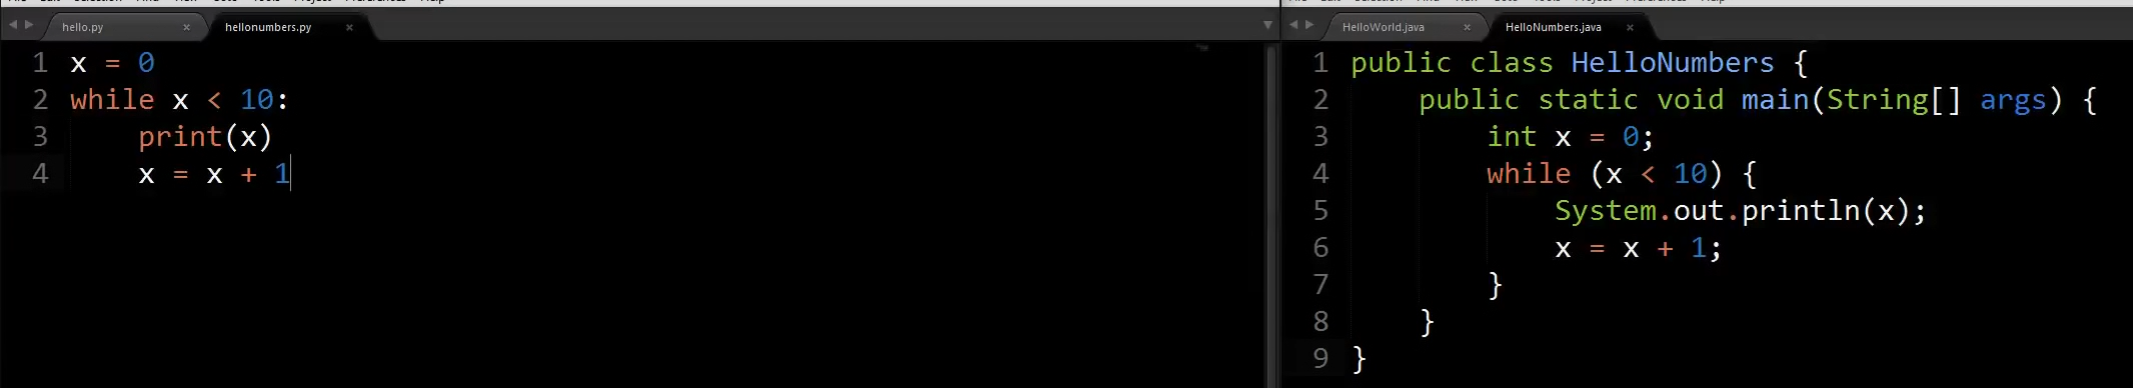 hello.py × hellonumbers.py ×
1 x = 0
2 while x < 10:
3     print(x)
4     x = x + 1
HelloWorld.java × HelloNumbers.java ×
1 public class HelloNumbers {
2     public static void main(String[] args) {
3         int x = 0;
4         while (x < 10) {
5             System.out.println(x);
6             x = x + 1;
7         }
8     }
9 }